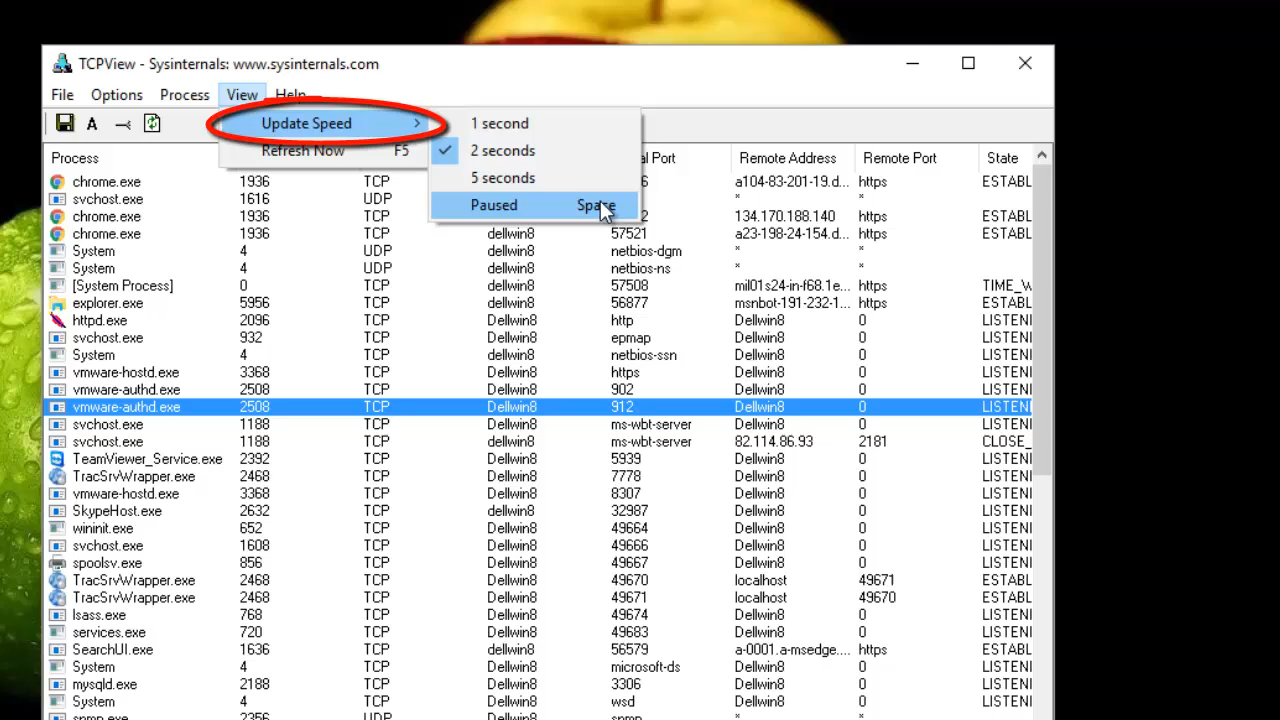 TCPView - Sysinternals: www.sysinternals.com
File Options Process View Help
A
Update Speed 1 second
Refresh Now F5 2 seconds
5 seconds
Paused Space
Process Port Remote Address Remote Port State
chrome.exe 1936 TCP a104-83-201-19.d... https ESTABL
svchost.exe 1616 UDP * *
chrome.exe 1936 TCP 134.170.188.140 https ESTABL
chrome.exe 1936 TCP dellwin8 57521 a23-198-24-154.d... https ESTABL
System 4 UDP dellwin8 netbios-dgm * *
System 4 UDP dellwin8 netbios-ns * *
[System Process] 0 TCP dellwin8 57508 mil01s24-in-f68.1e... https TIME_W
explorer.exe 5956 TCP dellwin8 56877 msnbot-191-232-1... https ESTABL
httpd.exe 2096 TCP Dellwin8 http Dellwin8 0 LISTENI
svchost.exe 932 TCP Dellwin8 epmap Dellwin8 0 LISTENI
System 4 TCP dellwin8 netbios-ssn Dellwin8 0 LISTENI
vmware-hostd.exe 3368 TCP Dellwin8 https Dellwin8 0 LISTENI
vmware-authd.exe 2508 TCP Dellwin8 902 Dellwin8 0 LISTENI
vmware-authd.exe 2508 TCP Dellwin8 912 Dellwin8 0 LISTENI
svchost.exe 1188 TCP Dellwin8 ms-wbt-server Dellwin8 0 LISTENI
svchost.exe 1188 TCP dellwin8 ms-wbt-server 82.114.86.93 2181 CLOSE_
TeamViewer_Service.exe 2392 TCP Dellwin8 5939 Dellwin8 0 LISTENI
TracSrvWrapper.exe 2468 TCP Dellwin8 7778 Dellwin8 0 LISTENI
vmware-hostd.exe 3368 TCP Dellwin8 8307 Dellwin8 0 LISTENI
SkypeHost.exe 2632 TCP Dellwin8 32987 Dellwin8 0 LISTENI
wininit.exe 652 TCP Dellwin8 49664 Dellwin8 0 LISTENI
svchost.exe 1608 TCP Dellwin8 49666 Dellwin8 0 LISTENI
spoolsv.exe 856 TCP Dellwin8 49667 Dellwin8 0 LISTENI
TracSrvWrapper.exe 2468 TCP Dellwin8 49670 localhost 49671 ESTABL
TracSrvWrapper.exe 2468 TCP Dellwin8 49671 localhost 49670 ESTABL
lsass.exe 768 TCP Dellwin8 49674 Dellwin8 0 LISTENI
services.exe 720 TCP Dellwin8 49683 Dellwin8 0 LISTENI
SearchUI.exe 1636 TCP dellwin8 56579 a-0001.a-msedge.... https ESTABL
System 4 TCP Dellwin8 microsoft-ds Dellwin8 0 LISTENI
mysqld.exe 2188 TCP Dellwin8 3306 Dellwin8 0 LISTENI
System 4 TCP Dellwin8 wsd Dellwin8 0 LISTENI
snmp.exe 2356 UDP Dellwin8 snmp * *